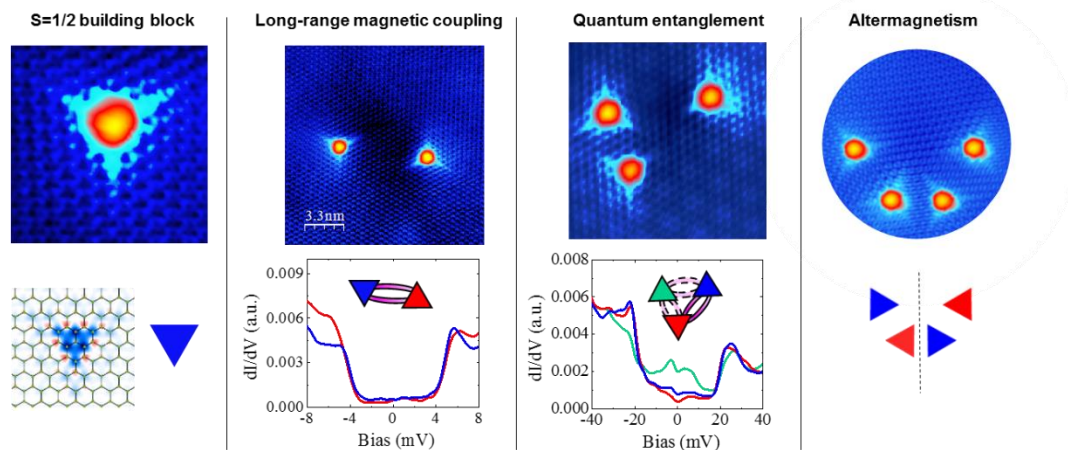 S=1/2 building block
Long-range magnetic coupling
Quantum entanglement
Altermagnetism
3.3nm
0.009
0.006
0.003
0.000
dI/dV (a.u.)
-8
-4
0
4
8
Bias (mV)
0.008
0.006
0.004
0.002
0.000
dI/dV (a.u.)
-40
-20
0
20
40
Bias (mV)